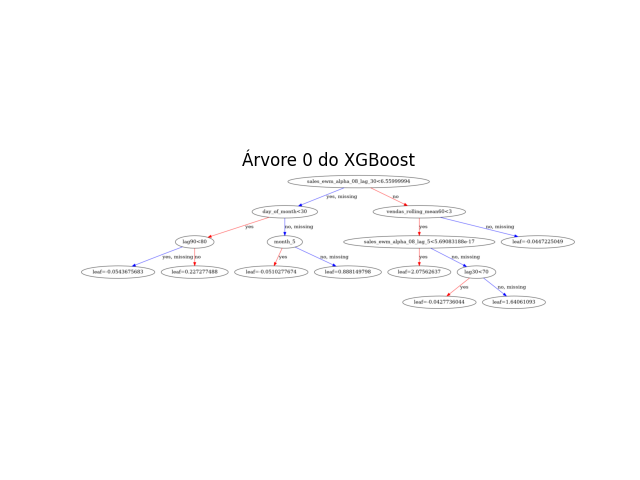 Árvore 0 do XGBoost
sales_ewm_alpha_08_lag_30<6.55999994
yes, missing
no
day_of_month<30
vendas_rolling_mean60<3
yes
no, missing
yes
no, missing
lag90<80
month_5
sales_ewm_alpha_08_lag_5<5.69083188e-17
leaf=-0.0447225049
yes, missing
no
yes
no, missing
yes
no, missing
leaf=-0.0543675683
leaf=0.227277488
leaf=-0.0510277674
leaf=0.888149798
leaf=2.07562637
lag30<70
yes
no, missing
leaf=-0.0427736044
leaf=1.64061093